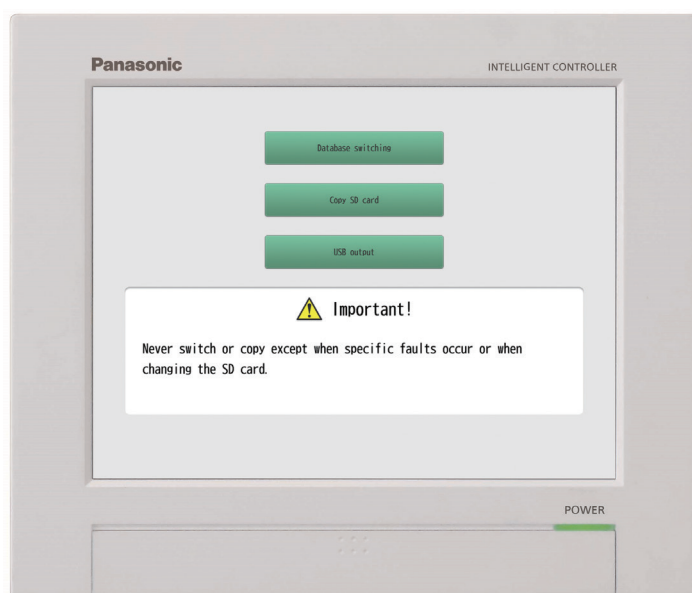 Panasonic
INTELLIGENT CONTROLLER
Database switching
Copy SD card
USB output
Important!
Never switch or copy except when specific faults occur or when
changing the SD card.
POWER